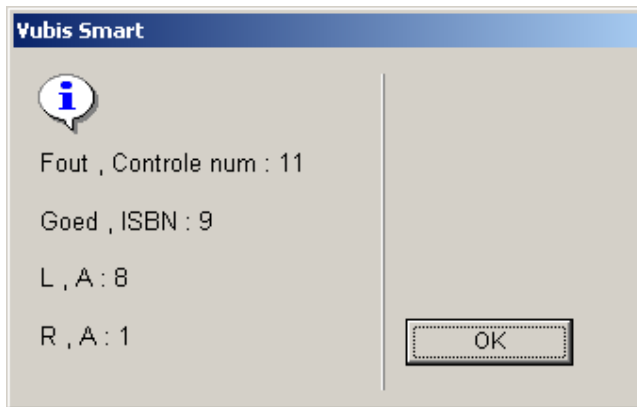 Vubis Smart
Fout , Controle num : 11
Goed , ISBN : 9
L , A : 8
R , A : 1
OK